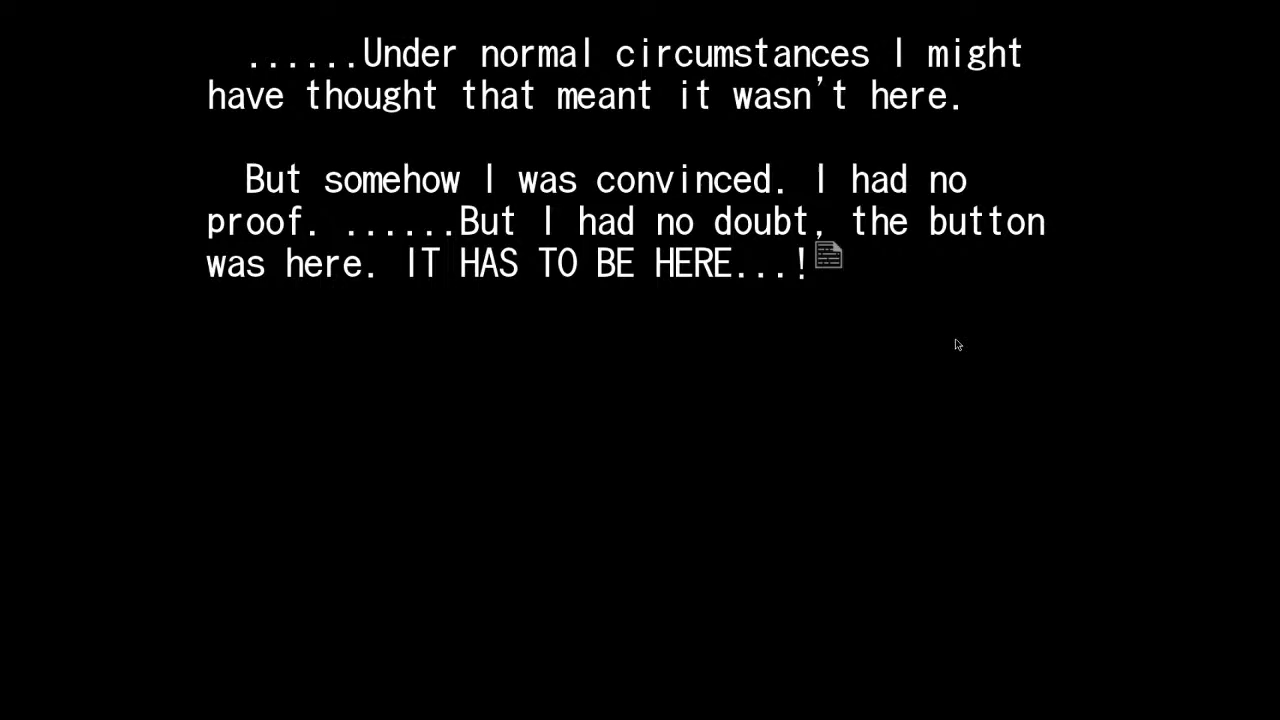 ......Under normal circumstances I might
have thought that meant it wasn't here.
But somehow I was convinced. I had no
proof. ......But I had no doubt, the button
was here. IT HAS TO BE HERE...!